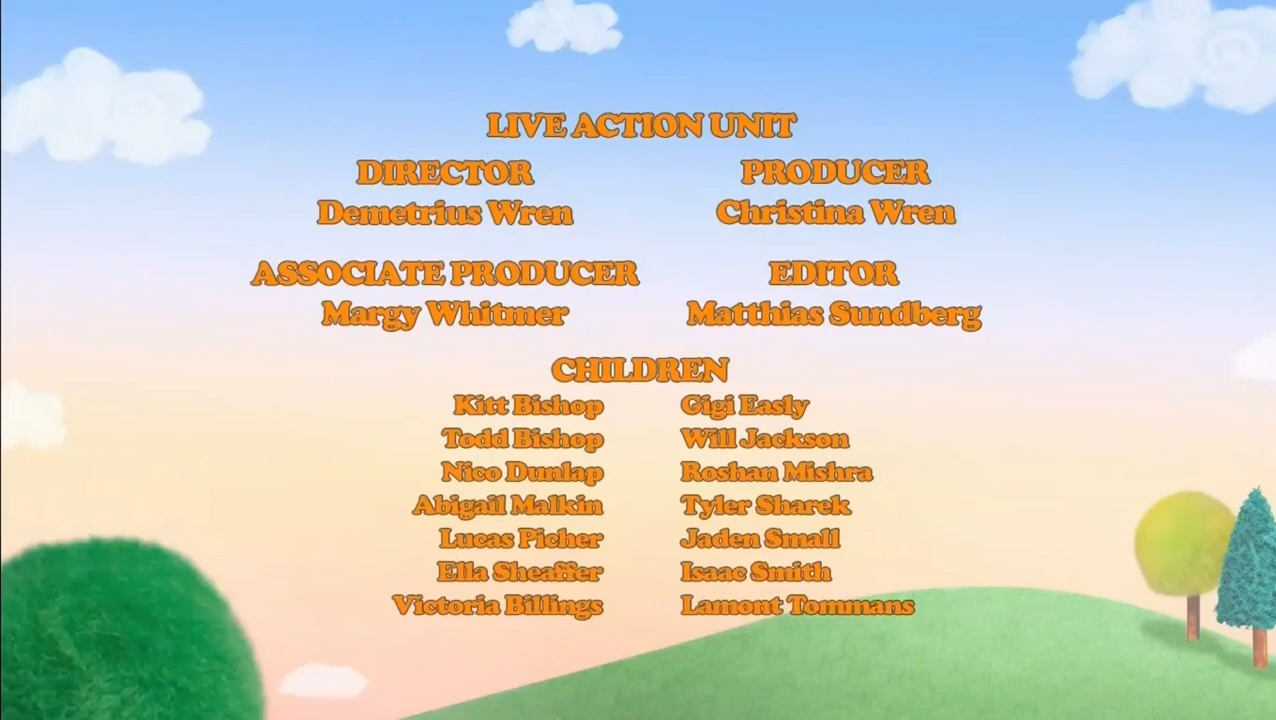 LIVE ACTION UNIT
DIRECTOR PRODUCER
Demetrius Wren Christina Wren
ASSOCIATE PRODUCER EDITOR
Margy Whitmer Matthias Sundberg
CHILDREN
Kitt Bishop Gigi Easly
Todd Bishop Will Jackson
Nico Dunlap Roshan Mishra
Abigail Malkin Tyler Sharek
Lucas Picher Jaden Small
Ella Sheaffer Isaac Smith
Victoria Billings Lamont Tommans